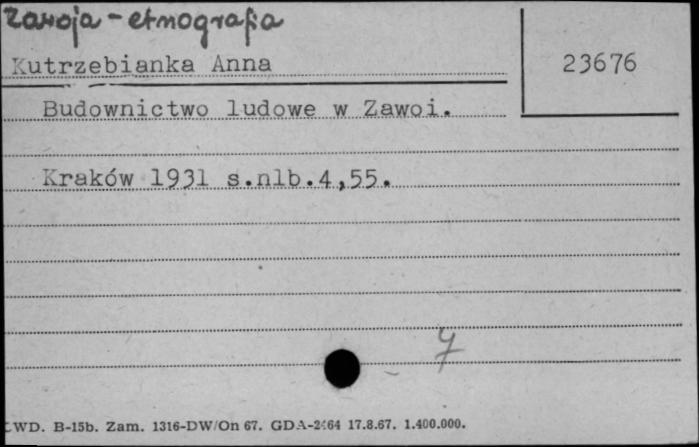 Zawoja - etnografia
Kutrzebianka Anna
23676
Budownictwo ludowe w Zawoi.
Kraków 1931 s.nlb.4,55.
WD. B-15b. Zam. 1316-DW/On 67. GDA-2464 17.8.67. 1.400.000.